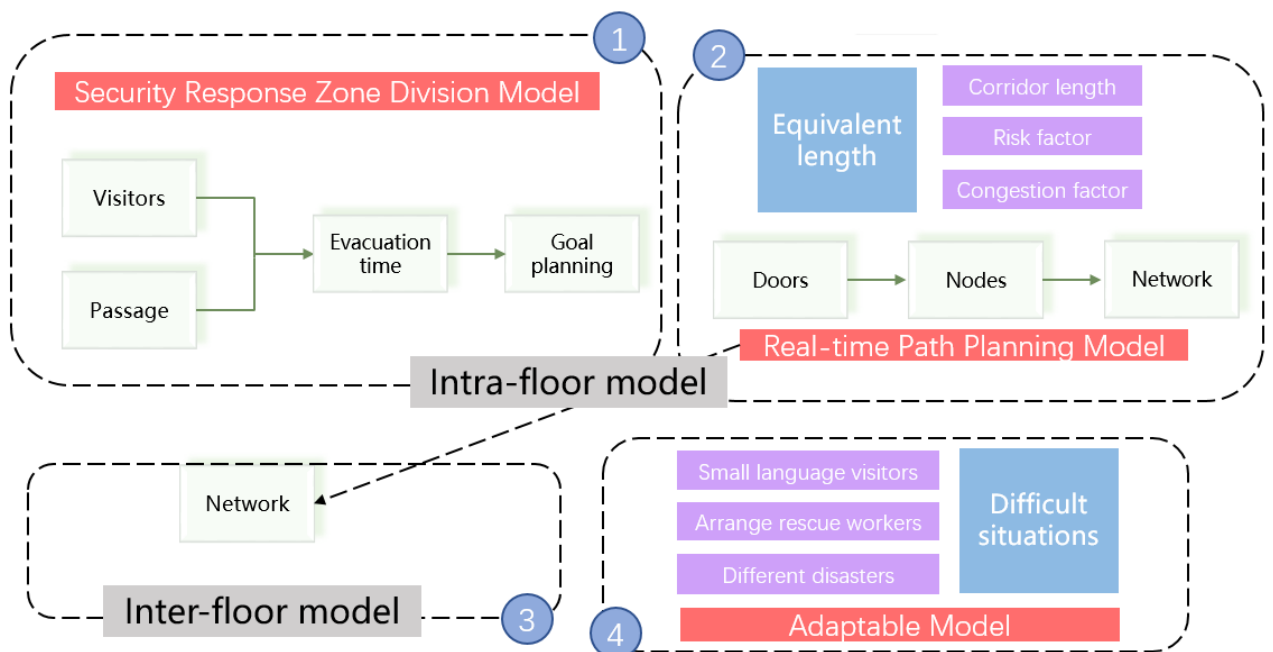 1
Security Response Zone Division Model
Visitors
Passage
Evacuation
time
Goal
planning
2
Equivalent
length
Corridor length
Risk factor
Congestion factor
Doors
Nodes
Network
Real-time Path Planning Model
Intra-floor model
Network
Inter-floor model
3
Small language visitors
Arrange rescue workers
Different disasters
Difficult
situations
Adaptable Model
4